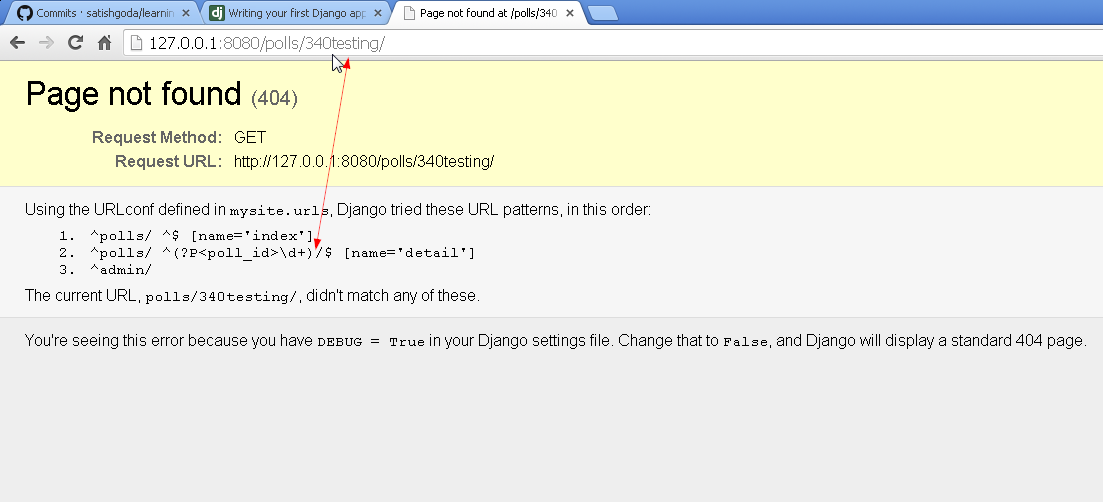 Commits · satishgoda/learnin
Writing your first Django app
Page not found at /polls/340
127.0.0.1:8080/polls/340testing/
Page not found (404)
Request Method: GET
Request URL: http://127.0.0.1:8080/polls/340testing/
Using the URLconf defined in mysite.urls, Django tried these URL patterns, in this order:
1. ^polls/ ^$ [name='index']
2. ^polls/ ^(?P<poll_id>\d+)/$ [name='detail']
3. ^admin/
The current URL, polls/340testing/, didn't match any of these.
You're seeing this error because you have DEBUG = True in your Django settings file. Change that to False, and Django will display a standard 404 page.